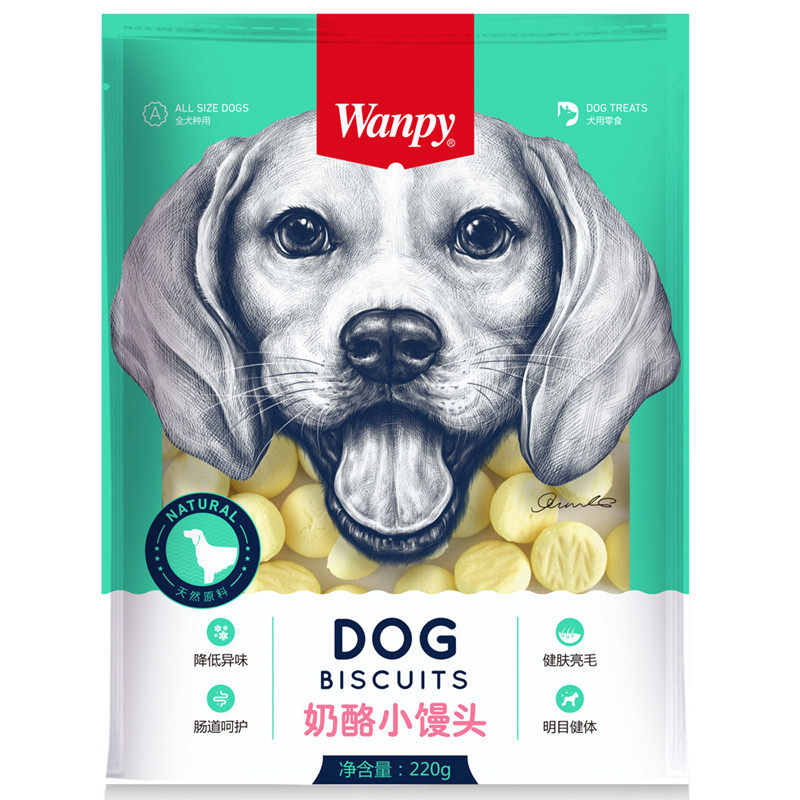 Wanpy®
A
ALL SIZE DOGS
全犬种用
DOG TREATS
犬用零食
NATURAL
天然原料
W
DOG
BISCUITS
奶酪小馒头
降低异味
肠道呵护
健肤亮毛
明目健体
净含量：220g